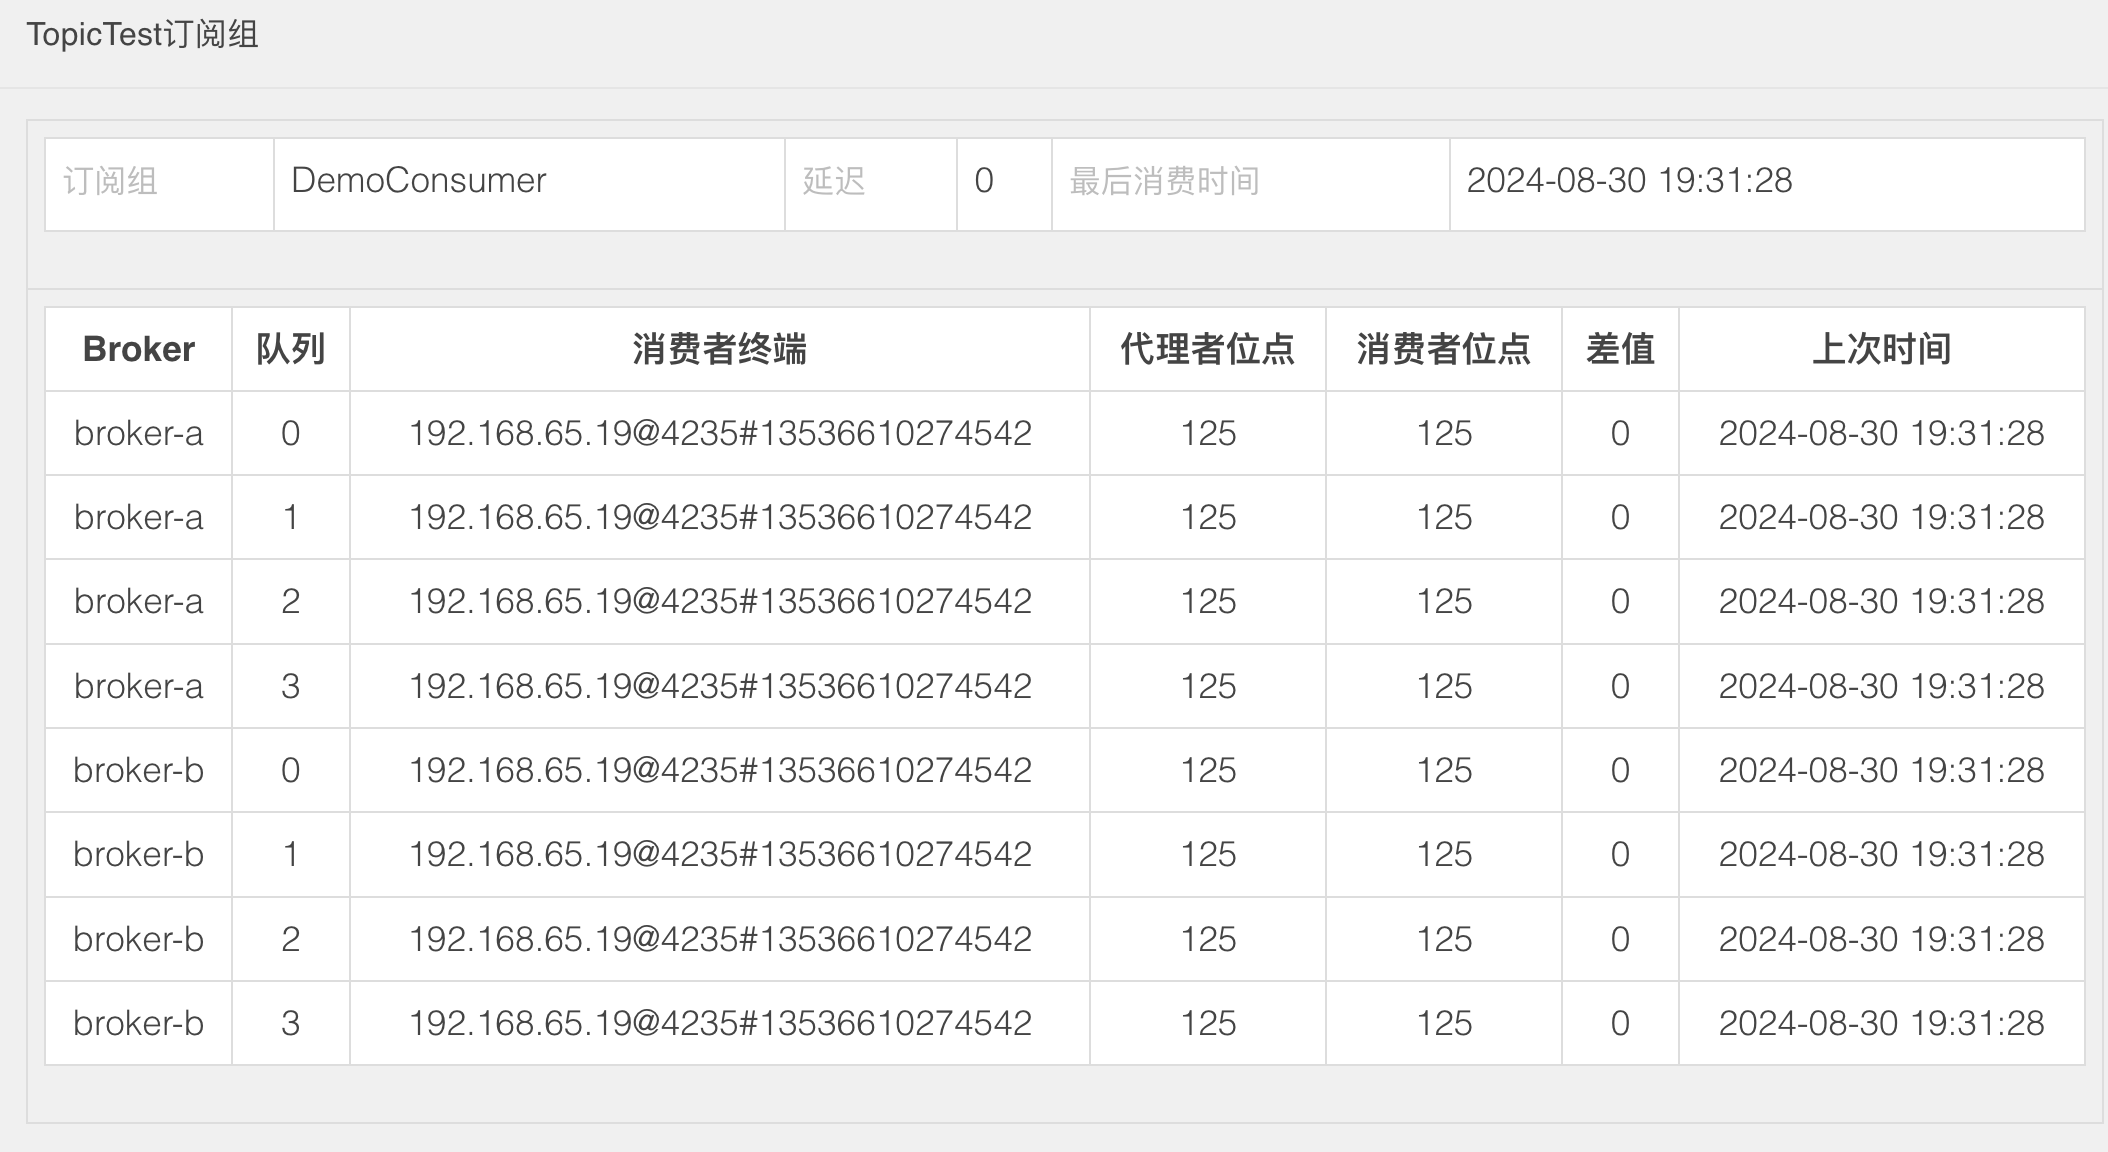 TopicTest订阅组
订阅组 DemoConsumer 延迟 0 最后消费时间 2024-08-30 19:31:28
Broker 队列 消费者终端 代理者位点 消费者位点 差值 上次时间
broker-a 0 192.168.65.19@4235#13536610274542 125 125 0 2024-08-30 19:31:28
broker-a 1 192.168.65.19@4235#13536610274542 125 125 0 2024-08-30 19:31:28
broker-a 2 192.168.65.19@4235#13536610274542 125 125 0 2024-08-30 19:31:28
broker-a 3 192.168.65.19@4235#13536610274542 125 125 0 2024-08-30 19:31:28
broker-b 0 192.168.65.19@4235#13536610274542 125 125 0 2024-08-30 19:31:28
broker-b 1 192.168.65.19@4235#13536610274542 125 125 0 2024-08-30 19:31:28
broker-b 2 192.168.65.19@4235#13536610274542 125 125 0 2024-08-30 19:31:28
broker-b 3 192.168.65.19@4235#13536610274542 125 125 0 2024-08-30 19:31:28